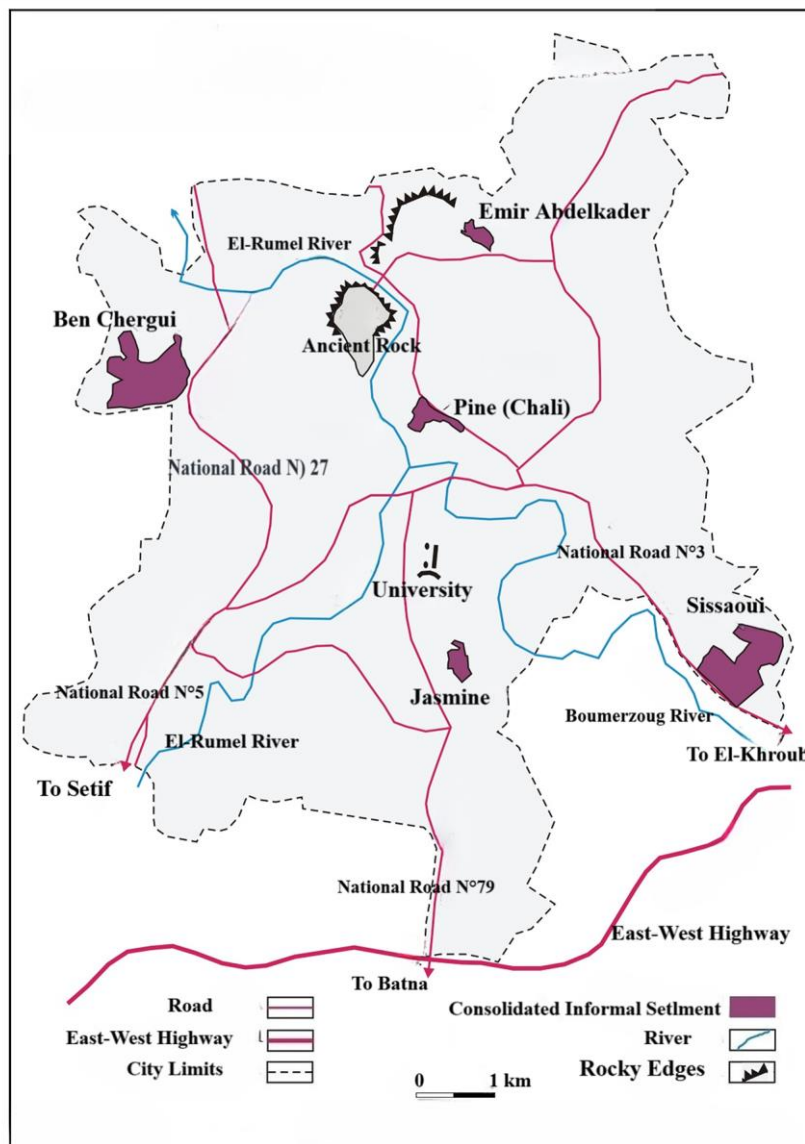 Emir Abdelkader
El-Rumel River
Ben Chergui
Ancient Rock
Pine (Chali)
National Road N) 27
National Road N°3
University
Sissaoui
Jasmine
National Road N°5
Boumerzoug River
El-Rumel River
To El-Khroub
To Setif
National Road N°79
East-West Highway
To Batna
Road
East-West Highway
City Limits
Consolidated Informal Setlment
River
Rocky Edges
0 1 km